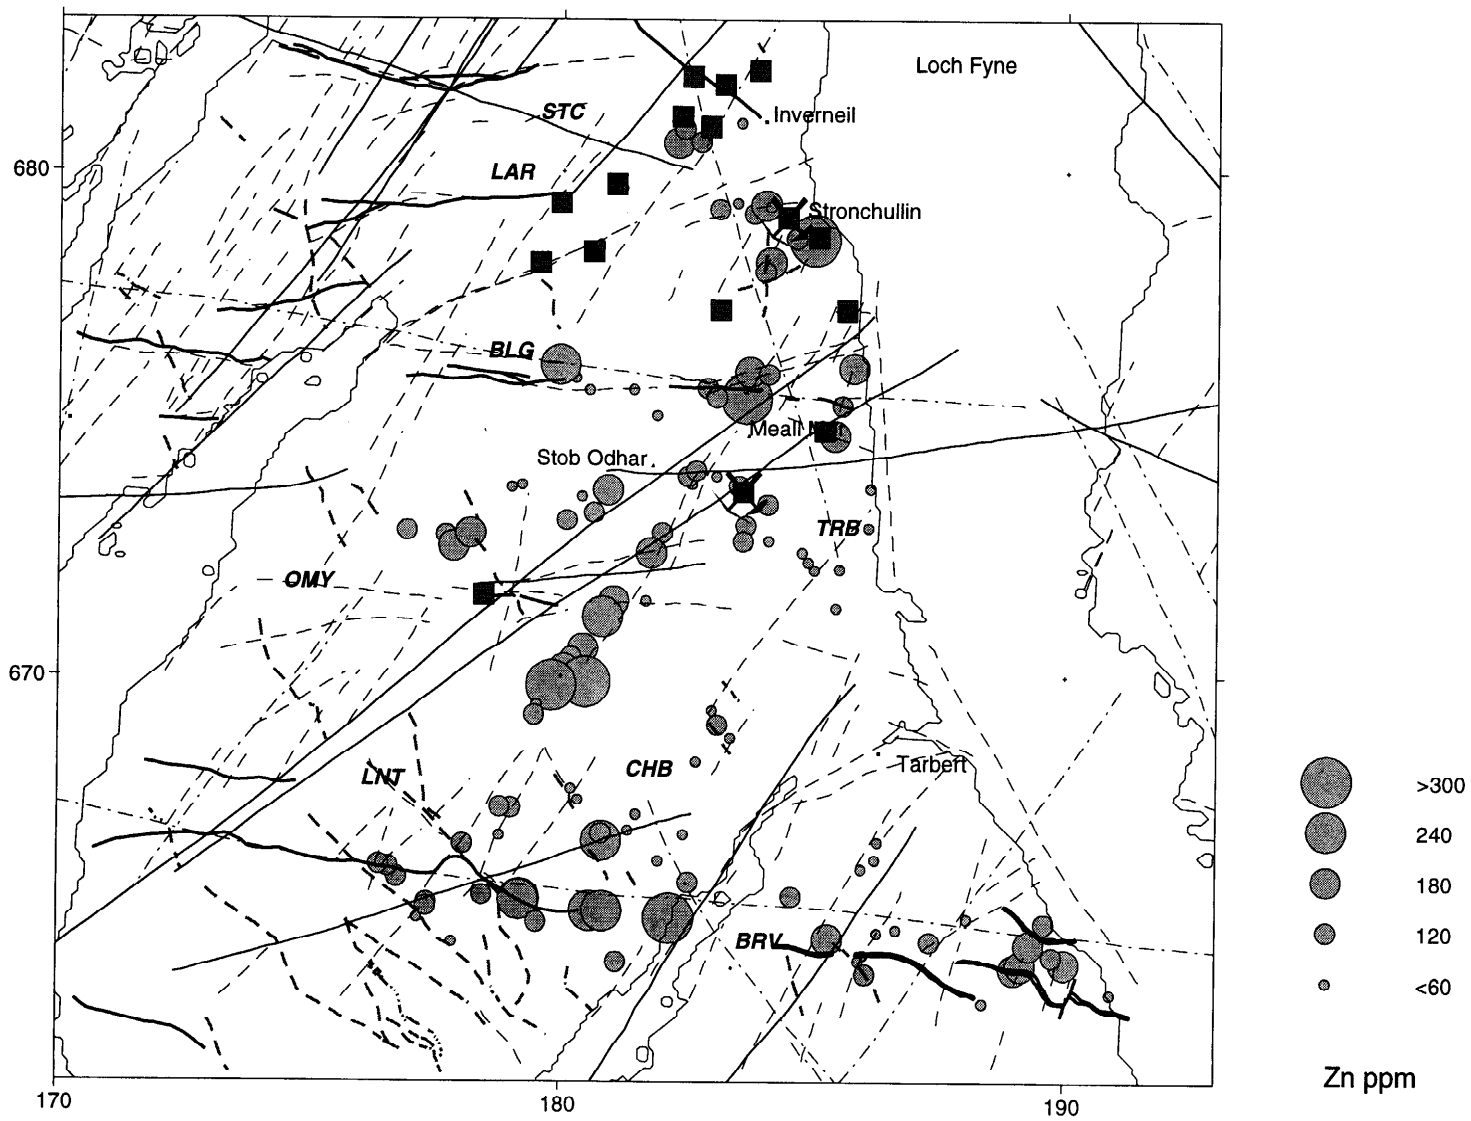 Loch Fyne
STC
Inverneil
680
LAR
Stronchullin
BLG
Meall
Stob Odhar
TRB
OMY
670
Tarbert
LNT
CHB
>300
240
180
BRV
120
<60
Zn ppm
170
180
190